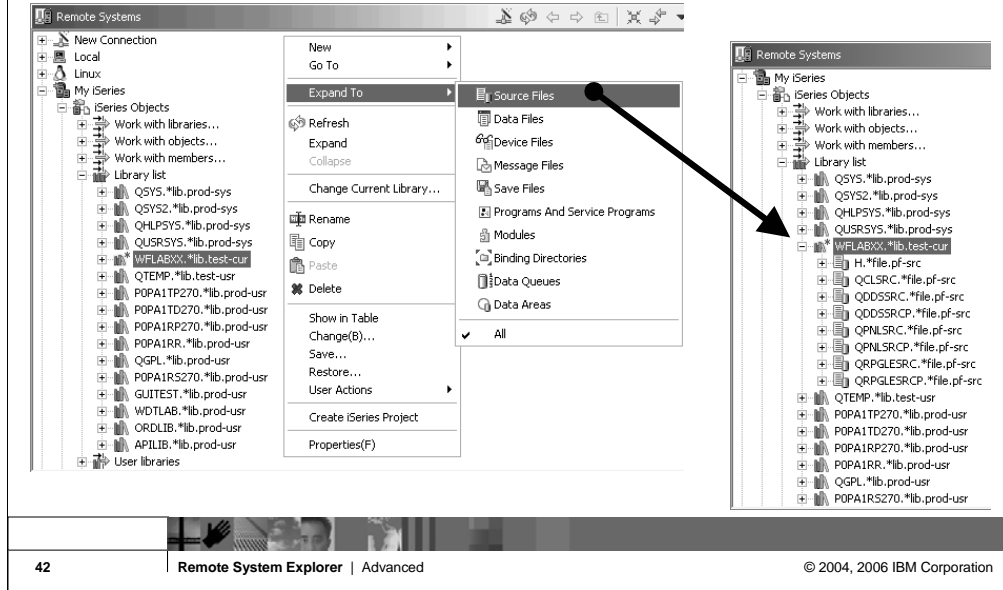 Remote Systems
New Connection
Local
Linux
My iSeries
iSeries Objects
Work with libraries...
Work with objects...
Work with members...
Library list
QSYS.*lib.prod-sys
QSYS2.*lib.prod-sys
QHLPSYS.*lib.prod-sys
QUSRSYS.*lib.prod-sys
WFLABXX.*lib.test-cur
QTEMP.*lib.test-usr
P0PA1TP270.*lib.prod-usr
P0PA1TD270.*lib.prod-usr
P0PA1RP270.*lib.prod-usr
P0PA1RR.*lib.prod-usr
QGPL.*lib.prod-usr
P0PA1RS270.*lib.prod-usr
GUITEST.*lib.prod-usr
WDTLAB.*lib.prod-usr
ORDLIB.*lib.prod-usr
APILIB.*lib.prod-usr
User libraries
New
Go To
Expand To
Refresh
Expand
Collapse
Change Current Library...
Rename
Copy
Paste
Delete
Show in Table
Change(B)...
Save...
Restore...
User Actions
Create iSeries Project
Properties(F)
Source Files
Data Files
Device Files
Message Files
Save Files
Programs And Service Programs
Modules
Binding Directories
Data Queues
Data Areas
All
Remote Systems
My iSeries
iSeries Objects
Work with libraries...
Work with objects...
Work with members...
Library list
QSYS.*lib.prod-sys
QSYS2.*lib.prod-sys
QHLPSYS.*lib.prod-sys
QUSRSYS.*lib.prod-sys
WFLABXX.*lib.test-cur
H.*file.pf-src
QCLSRC.*file.pf-src
QDDSSRC.*file.pf-src
QDDSSRCP.*file.pf-src
QPNLSRC.*file.pf-src
QPNLSRCP.*file.pf-src
QRPGLESRC.*file.pf-src
QRPGLESRCP.*file.pf-src
QTEMP.*lib.test-usr
P0PA1TP270.*lib.prod-usr
P0PA1TD270.*lib.prod-usr
P0PA1RP270.*lib.prod-usr
P0PA1RR.*lib.prod-usr
QGPL.*lib.prod-usr
P0PA1RS270.*lib.prod-usr
42
Remote System Explorer | Advanced
© 2004, 2006 IBM Corporation